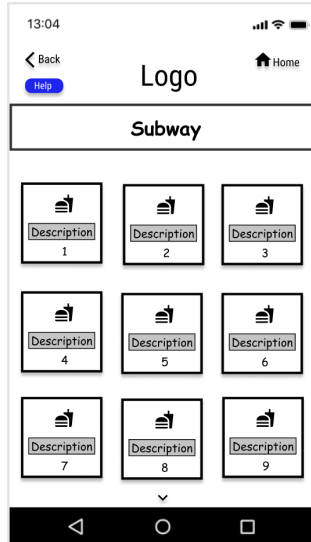 13:04
Back
Home
Help
Logo
Subway
Description
1
Description
2
Description
3
Description
4
Description
5
Description
6
Description
7
Description
8
Description
9